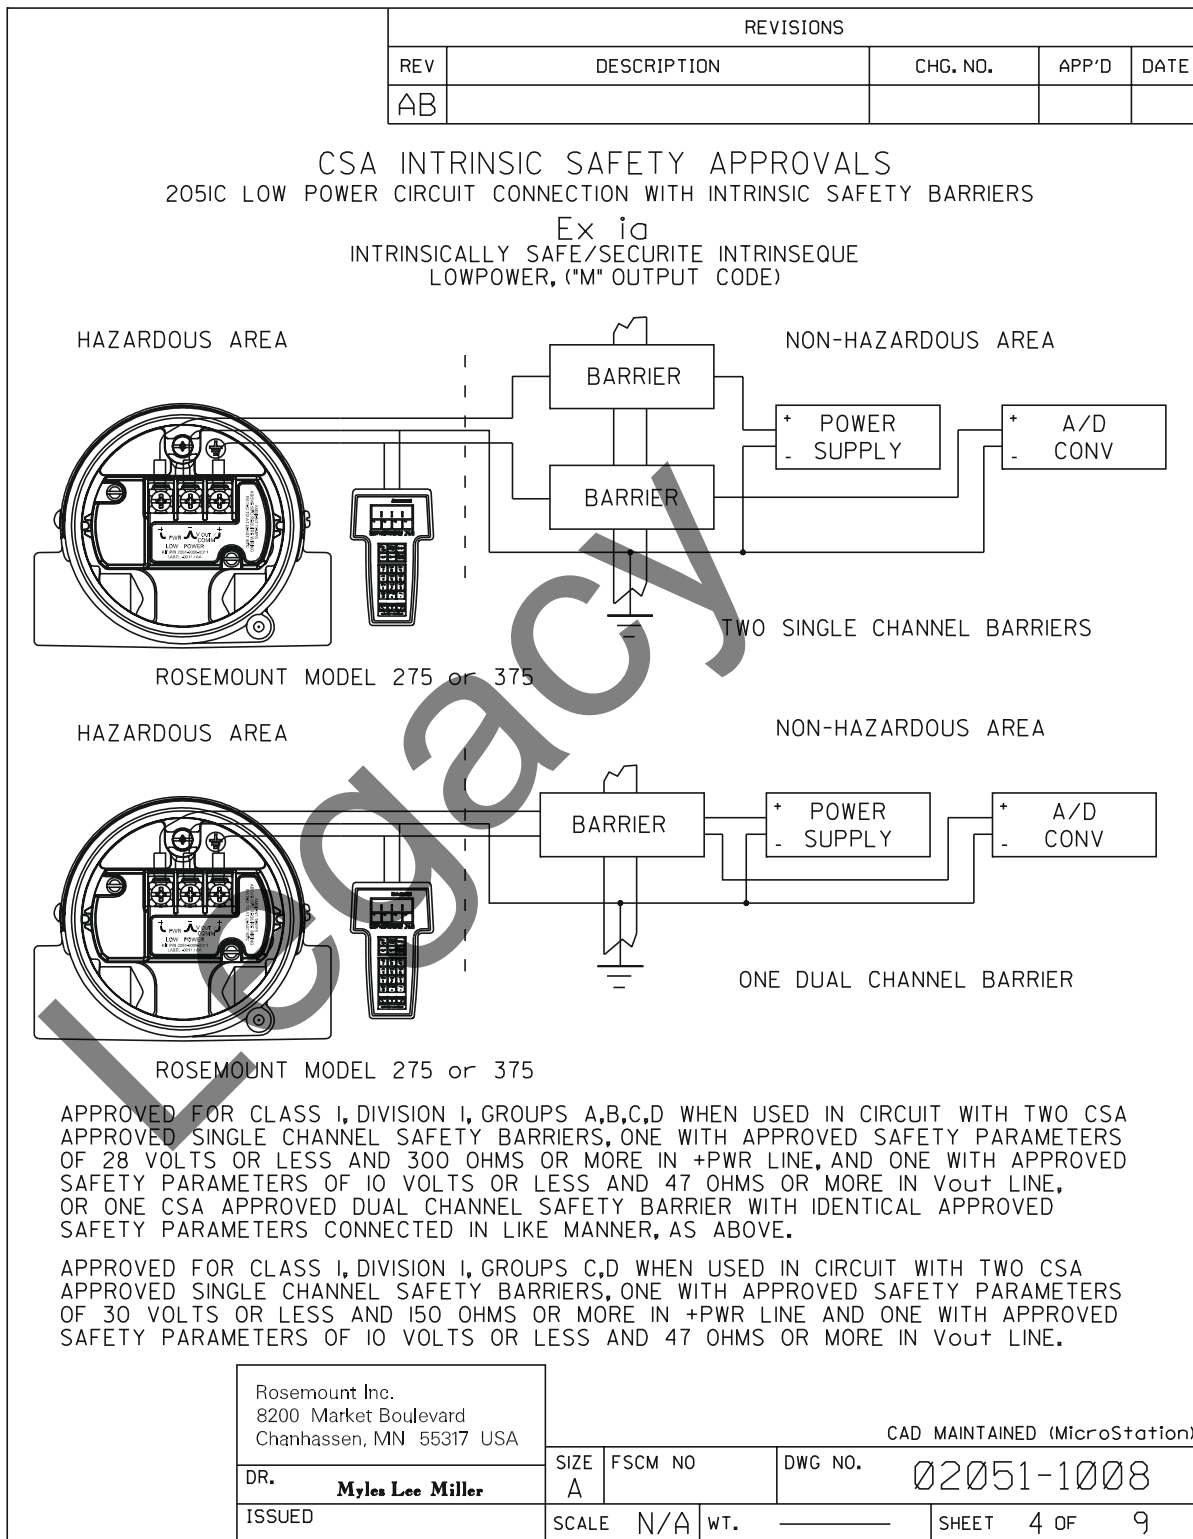 REVISIONS
REV DESCRIPTION CHG. NO. APP'D DATE
AB
CSA INTRINSIC SAFETY APPROVALS
2051C LOW POWER CIRCUIT CONNECTION WITH INTRINSIC SAFETY BARRIERS
Ex ia
INTRINSICALLY SAFE/SECURITE INTRINSEQUE
LOWPOWER, ("M" OUTPUT CODE)
HAZARDOUS AREA
NON-HAZARDOUS AREA
BARRIER
+ POWER
- SUPPLY
+ A/D
- CONV
BARRIER
PWR
V OUT
COMM
LOW POWER
TWO SINGLE CHANNEL BARRIERS
ROSEMOUNT MODEL 275 or 375
HAZARDOUS AREA
NON-HAZARDOUS AREA
BARRIER
+ POWER
- SUPPLY
+ A/D
- CONV
PWR
V OUT
COMM
LOW POWER
ONE DUAL CHANNEL BARRIER
ROSEMOUNT MODEL 275 or 375
Legacy
APPROVED FOR CLASS I, DIVISION I, GROUPS A,B,C,D WHEN USED IN CIRCUIT WITH TWO CSA
APPROVED SINGLE CHANNEL SAFETY BARRIERS, ONE WITH APPROVED SAFETY PARAMETERS
OF 28 VOLTS OR LESS AND 300 OHMS OR MORE IN +PWR LINE, AND ONE WITH APPROVED
SAFETY PARAMETERS OF 10 VOLTS OR LESS AND 47 OHMS OR MORE IN Vout LINE,
OR ONE CSA APPROVED DUAL CHANNEL SAFETY BARRIER WITH IDENTICAL APPROVED
SAFETY PARAMETERS CONNECTED IN LIKE MANNER, AS ABOVE.
APPROVED FOR CLASS I, DIVISION I, GROUPS C,D WHEN USED IN CIRCUIT WITH TWO CSA
APPROVED SINGLE CHANNEL SAFETY BARRIERS, ONE WITH APPROVED SAFETY PARAMETERS
OF 30 VOLTS OR LESS AND 150 OHMS OR MORE IN +PWR LINE AND ONE WITH APPROVED
SAFETY PARAMETERS OF 10 VOLTS OR LESS AND 47 OHMS OR MORE IN Vout LINE.
Rosemount Inc.
8200 Market Boulevard
Chanhassen, MN 55317 USA
CAD MAINTAINED (MicroStation)
DR. Myles Lee Miller
SIZE A
FSCM NO
DWG NO. 02051-1008
ISSUED
SCALE N/A
WT.
SHEET 4 OF 9